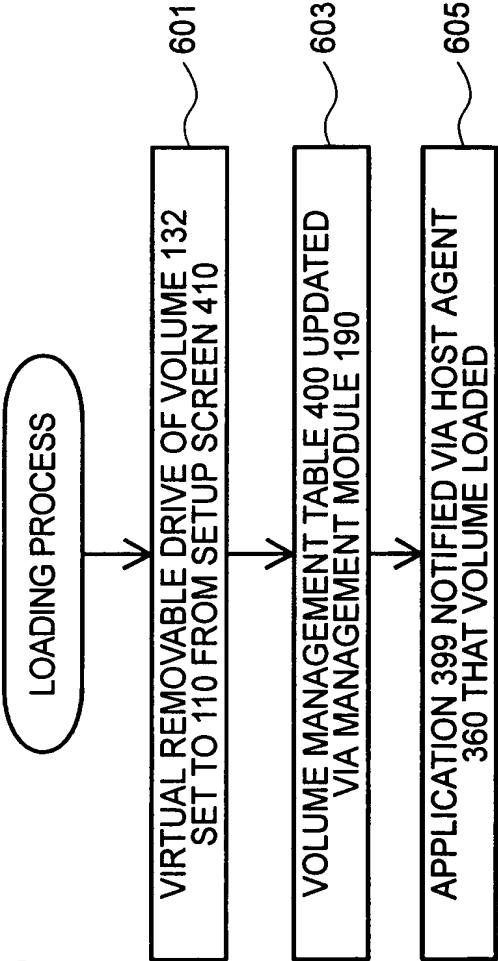 LOADING PROCESS
VIRTUAL REMOVABLE DRIVE OF VOLUME 132
SET TO 110 FROM SETUP SCREEN 410
601
VOLUME MANAGEMENT TABLE 400 UPDATED
VIA MANAGEMENT MODULE 190
603
APPLICATION 399 NOTIFIED VIA HOST AGENT
360 THAT VOLUME LOADED
605